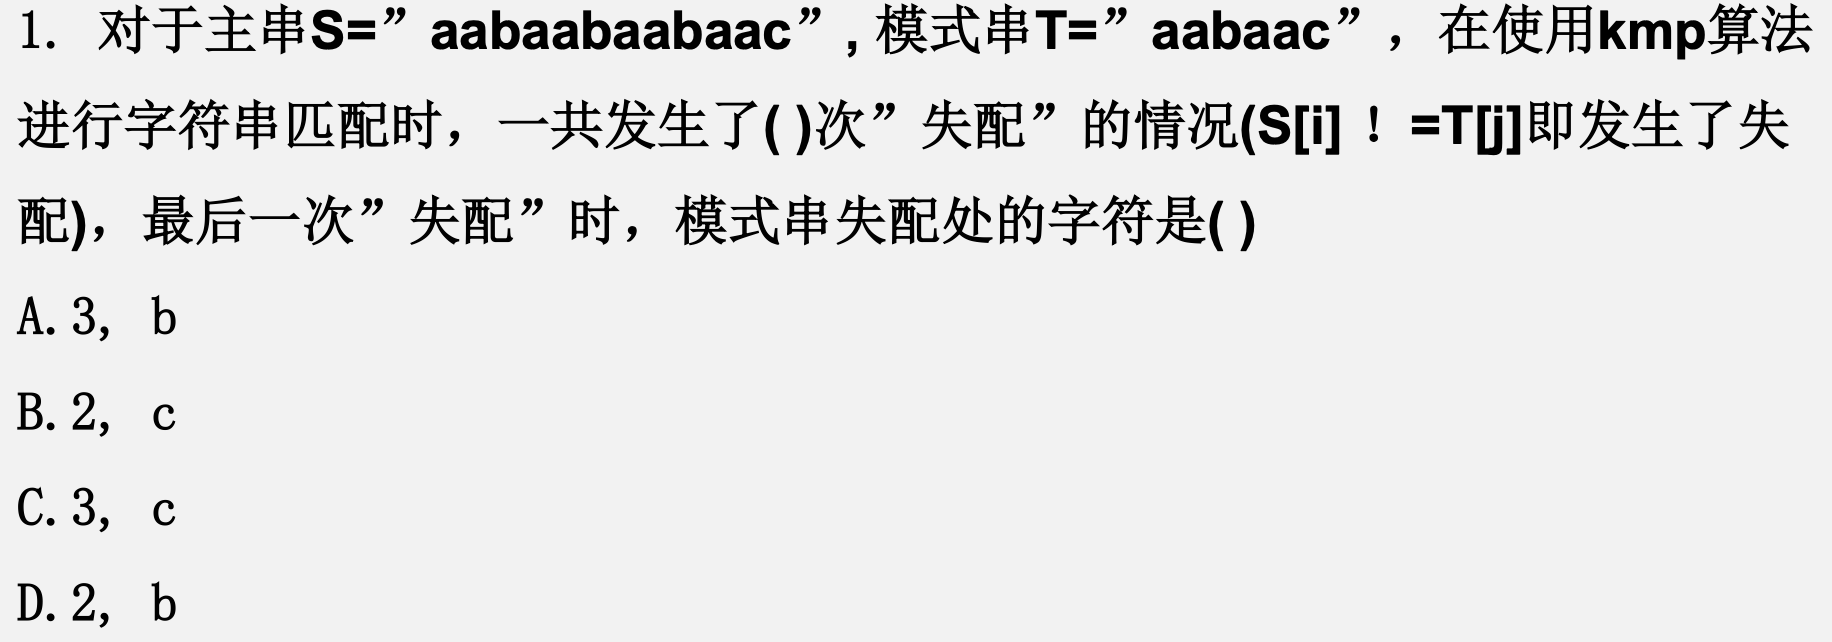 1. 对于主串S=”aabaabaabaac”,模式串T=”aabaac”，在使用kmp算法
进行字符串匹配时，一共发生了( )次”失配”的情况(S[i]！=T[j]即发生了失
配)，最后一次”失配”时，模式串失配处的字符是( )
A.3, b
B.2, c
C.3, c
D.2, b